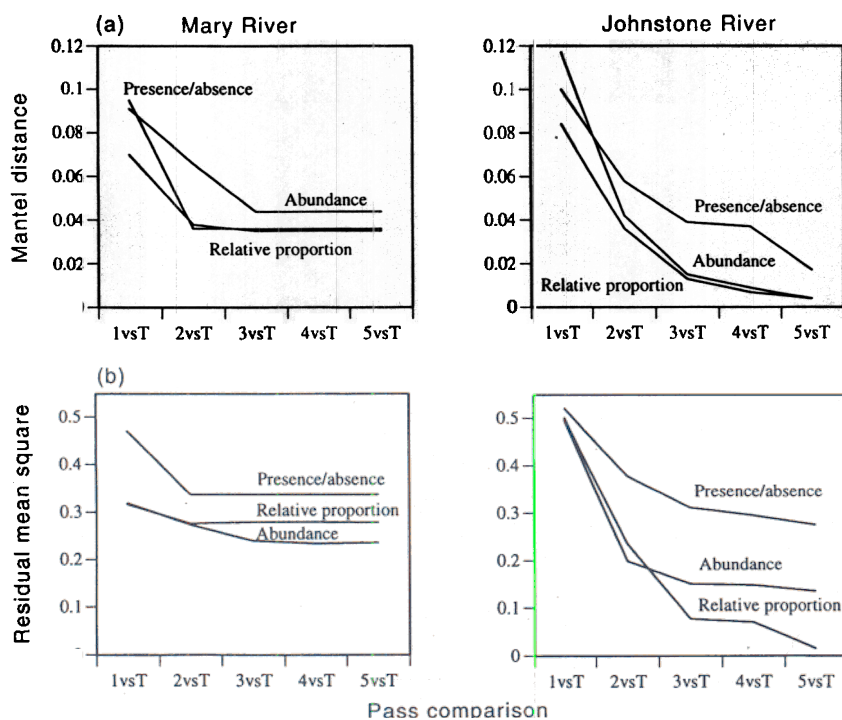 (a)
Mary River
Johnstone River
Mantel distance
0.12
0.1
0.08
0.06
0.04
0.02
Presence/absence
Abundance
Relative proportion
1vsT 2vsT 3vsT 4vsT 5vsT
0.12
0.1
0.08
0.06
0.04
0.02
0
Presence/absence
Abundance
Relative proportion
1vsT 2vsT 3vsT 4vsT 5vsT
(b)
Residual mean square
0.5
0.4
0.3
0.2
0.1
Presence/absence
Relative proportion
Abundance
1vsT 2vsT 3vsT 4vsT 5vsT
0.5
0.4
0.3
0.2
0.1
0
Presence/absence
Abundance
Relative proportion
1vsT 2vsT 3vsT 4vsT 5vsT
Pass comparison